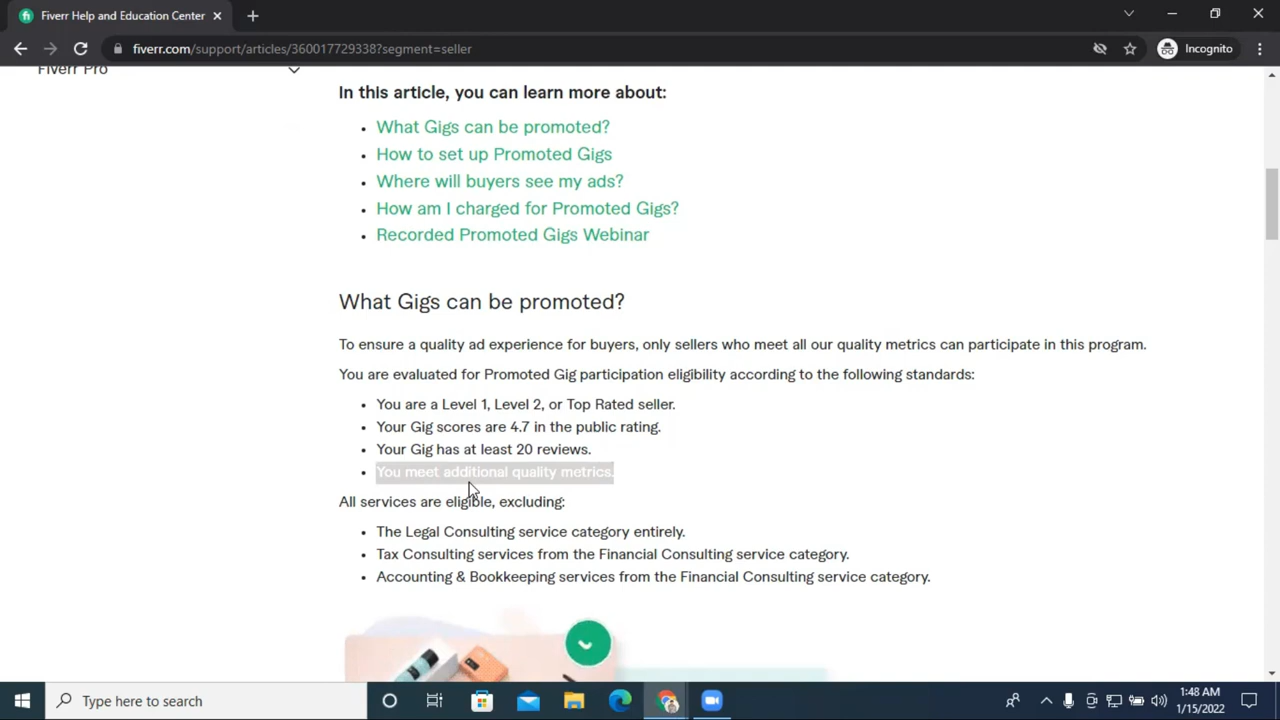 Fiverr Help and Education Center
fiverr.com/support/articles/360017729338?segment=seller
Incognito
Fiverr Pro
In this article, you can learn more about:
What Gigs can be promoted?
How to set up Promoted Gigs
Where will buyers see my ads?
How am I charged for Promoted Gigs?
Recorded Promoted Gigs Webinar
What Gigs can be promoted?
To ensure a quality ad experience for buyers, only sellers who meet all our quality metrics can participate in this program.
You are evaluated for Promoted Gig participation eligibility according to the following standards:
You are a Level 1, Level 2, or Top Rated seller.
Your Gig scores are 4.7 in the public rating.
Your Gig has at least 20 reviews.
You meet additional quality metrics.
All services are eligible, excluding:
The Legal Consulting service category entirely.
Tax Consulting services from the Financial Consulting service category.
Accounting & Bookkeeping services from the Financial Consulting service category.
Type here to search
1:48 AM
1/15/2022